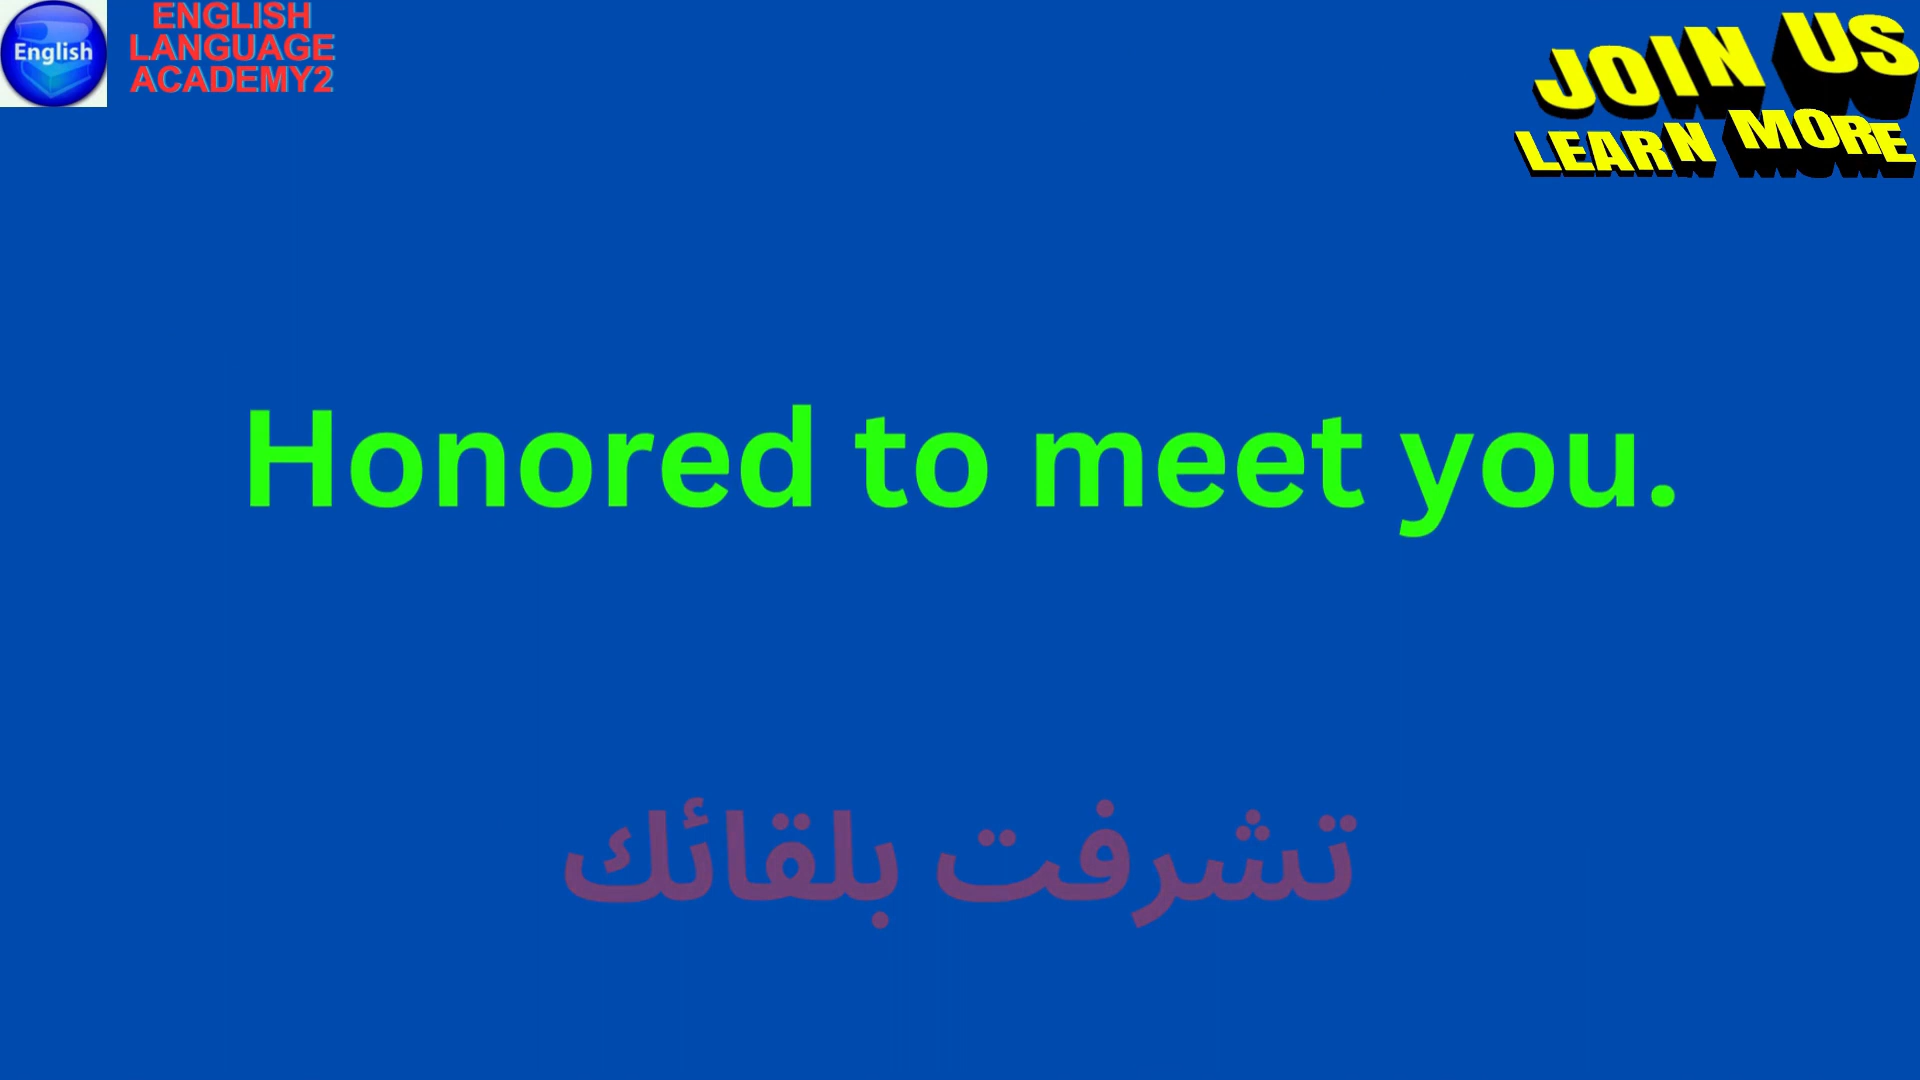 English
ENGLISH
LANGUAGE
ACADEMY2
JOIN US
LEARN MORE
Honored to meet you.
تشرفت بلقائك